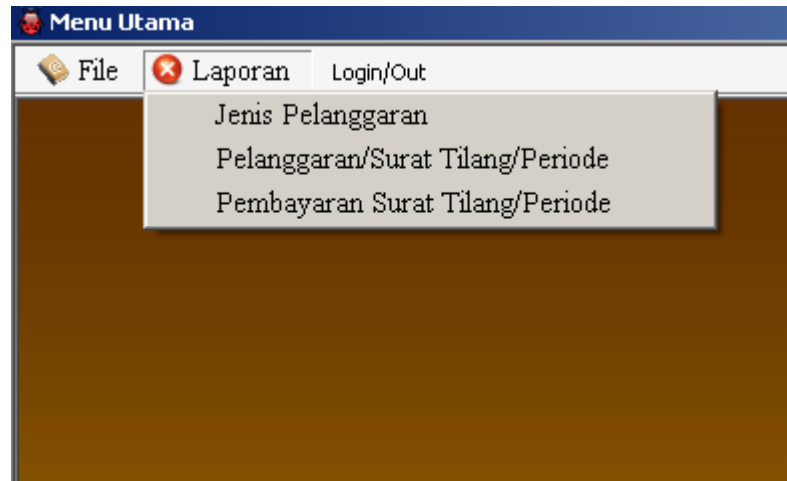 Menu Utama
File Laporan Login/Out
Jenis Pelanggaran
Pelanggaran/Surat Tilang/Periode
Pembayaran Surat Tilang/Periode